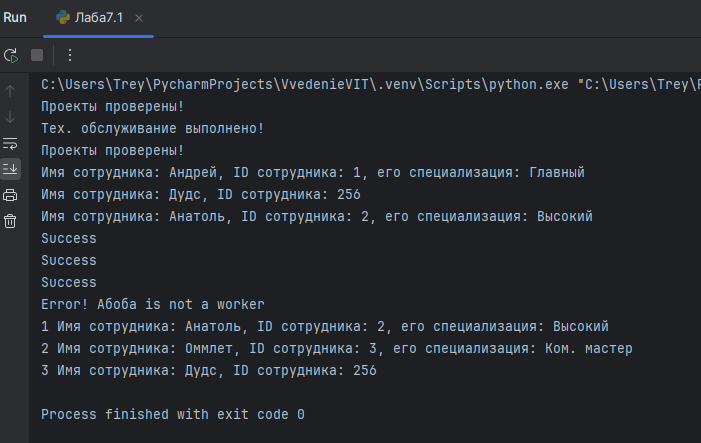 Run
Лаба7.1
C:\Users\Trey\PycharmProjects\VvedenieVIT\.venv\Scripts\python.exe "C:\Users\Trey\
Проекты проверены!
Тех. обслуживание выполнено!
Проекты проверены!
Имя сотрудника: Андрей, ID сотрудника: 1, его специализация: Главный
Имя сотрудника: Дудс, ID сотрудника: 256
Имя сотрудника: Анатоль, ID сотрудника: 2, его специализация: Высокий
Success
Success
Success
Error! Абоба is not a worker
1 Имя сотрудника: Анатоль, ID сотрудника: 2, его специализация: Высокий
2 Имя сотрудника: Оммлет, ID сотрудника: 3, его специализация: Ком. мастер
3 Имя сотрудника: Дудс, ID сотрудника: 256
Process finished with exit code 0